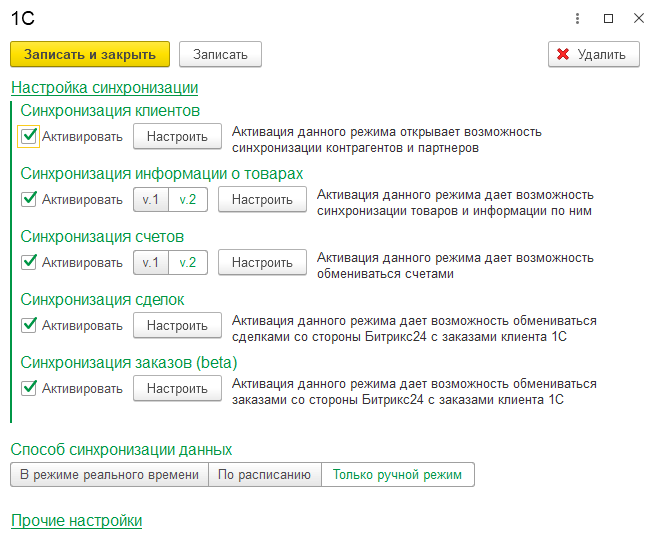 1С
Записать и закрыть
Записать
Удалить
Настройка синхронизации
Синхронизация клиентов
Активировать
Настроить
Активация данного режима открывает возможность
синхронизации контрагентов и партнеров
Синхронизация информации о товарах
Активировать
v.1
v.2
Настроить
Активация данного режима дает возможность
синхронизации товаров и информации по ним
Синхронизация счетов
Активировать
v.1
v.2
Настроить
Активация данного режима дает возможность
обмениваться счетами
Синхронизация сделок
Активировать
Настроить
Активация данного режима дает возможность обмениваться
сделками со стороны Битрикс24 с заказами клиента 1С
Синхронизация заказов (beta)
Активировать
Настроить
Активация данного режима дает возможность обмениваться
заказами со стороны Битрикс24 с заказами клиента 1С
Способ синхронизации данных
В режиме реального времени
По расписанию
Только ручной режим
Прочие настройки